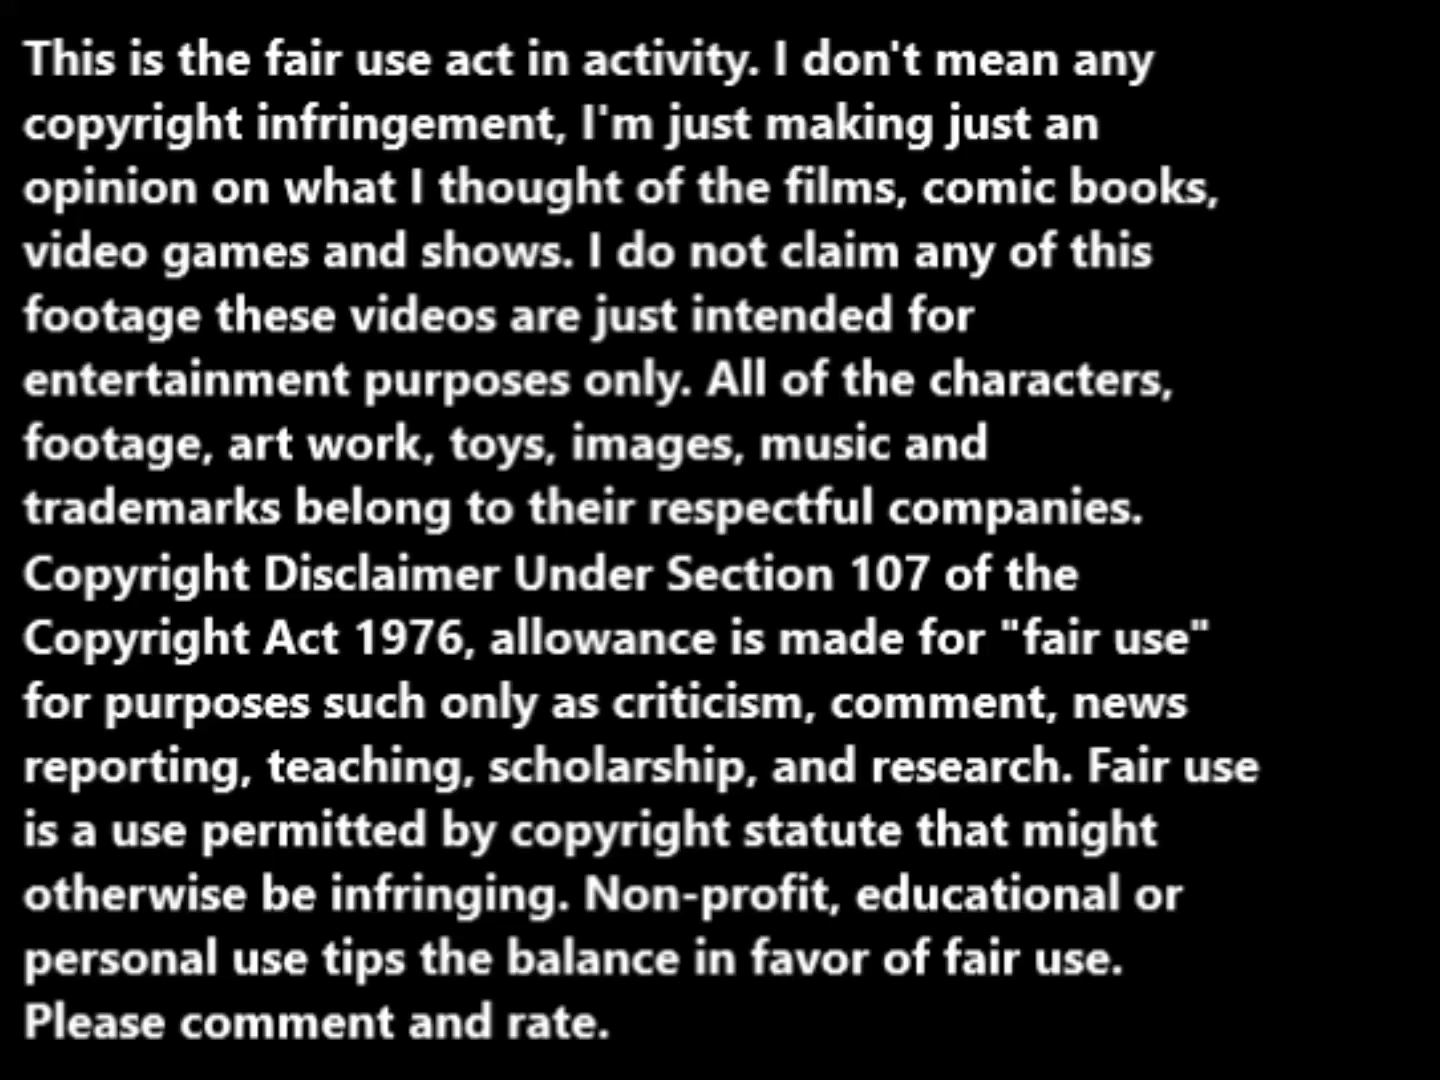 This is the fair use act in activity. I don't mean any
copyright infringement, I'm just making just an
opinion on what I thought of the films, comic books,
video games and shows. I do not claim any of this
footage these videos are just intended for
entertainment purposes only. All of the characters,
footage, art work, toys, images, music and
trademarks belong to their respectful companies.
Copyright Disclaimer Under Section 107 of the
Copyright Act 1976, allowance is made for "fair use"
for purposes such only as criticism, comment, news
reporting, teaching, scholarship, and research. Fair use
is a use permitted by copyright statute that might
otherwise be infringing. Non-profit, educational or
personal use tips the balance in favor of fair use.
Please comment and rate.